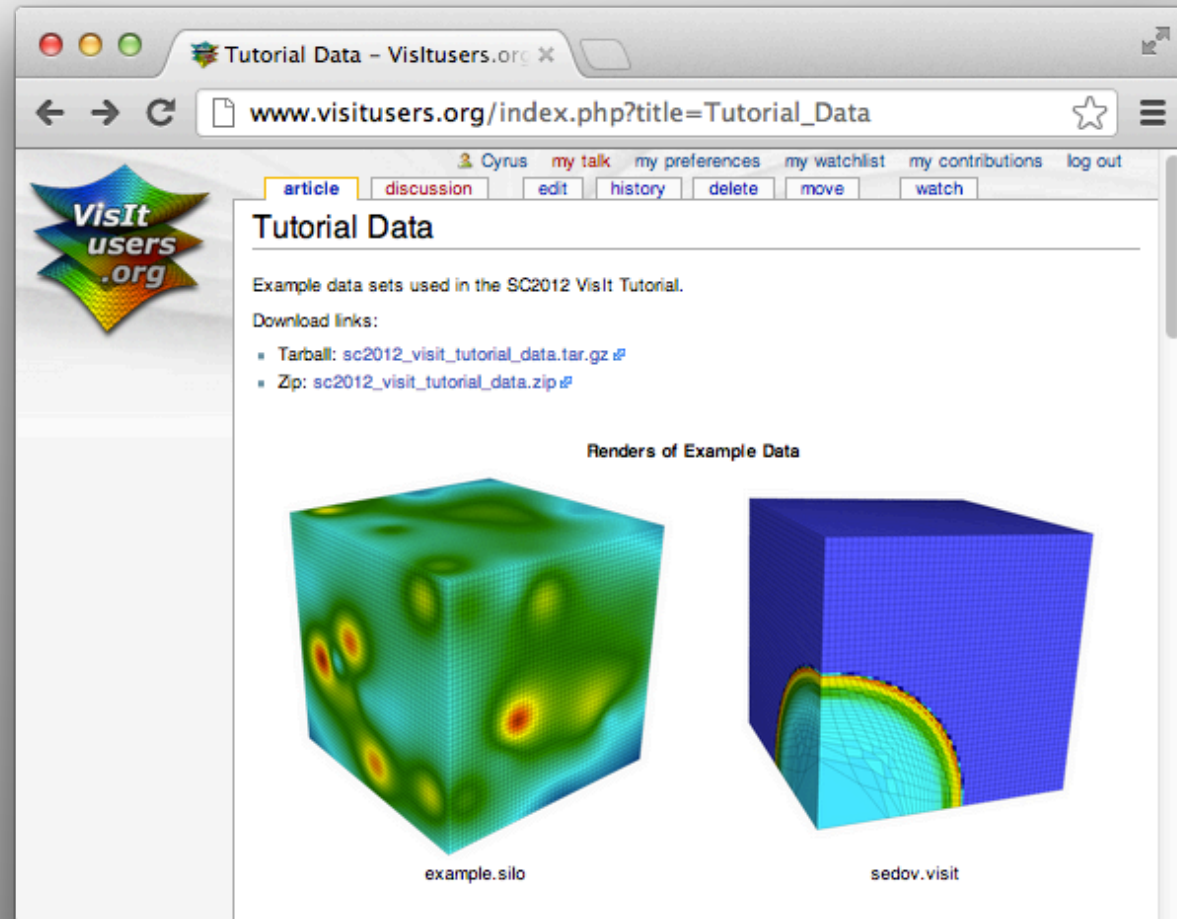 Tutorial Data – VisItusers.org
www.visitusers.org/index.php?title=Tutorial_Data
Cyrus my talk my preferences my watchlist my contributions log out
article discussion edit history delete move watch
VisIt
users
.org
Tutorial Data
Example data sets used in the SC2012 VisIt Tutorial.
Download links:
Tarball: sc2012_visit_tutorial_data.tar.gz
Zip: sc2012_visit_tutorial_data.zip
Renders of Example Data
example.silo sedov.visit